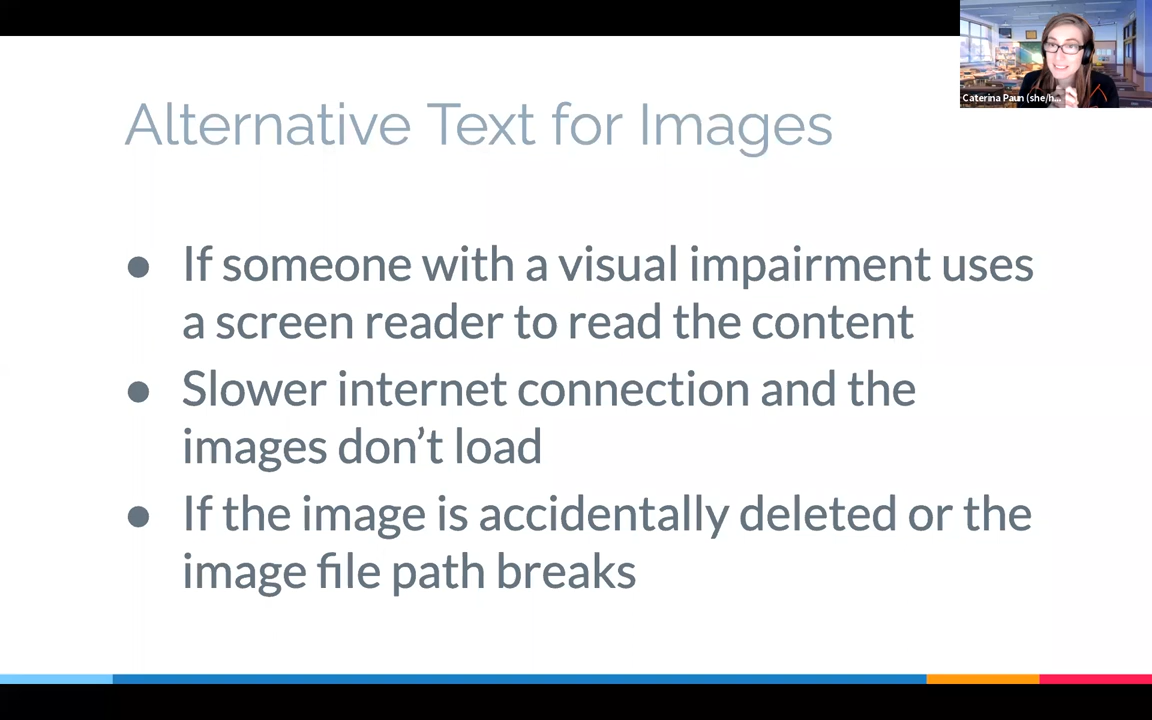 Caterina Paun (she/h...
Alternative Text for Images
● If someone with a visual impairment uses
a screen reader to read the content
● Slower internet connection and the
images don’t load
● If the image is accidentally deleted or the
image file path breaks